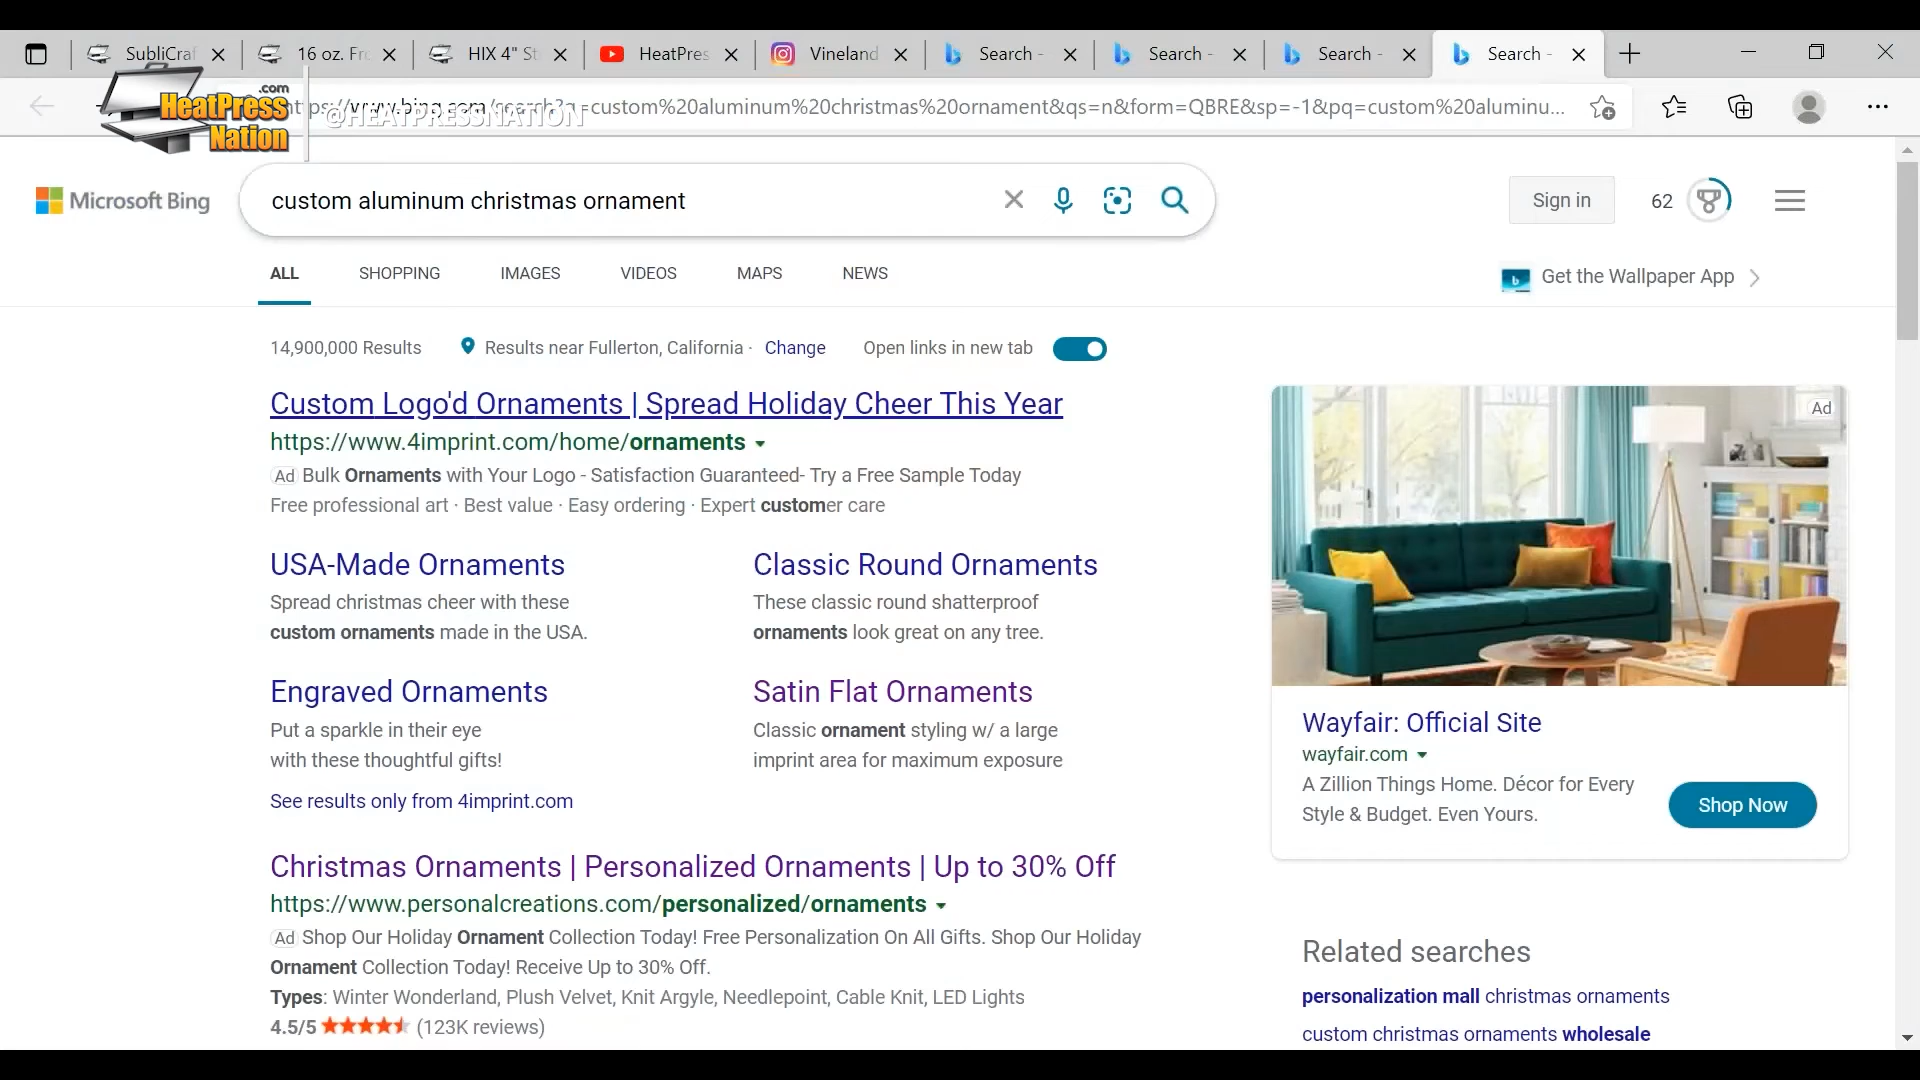 SubliCraf
16 oz. Fr
HIX 4" St
HeatPres
Vineland
Search -
Search -
Search -
Search -
HeatPress
.com
Nation
@HEATPRESSNATION
https://www.bing.com/search?q=custom%20aluminum%20christmas%20ornament&qs=n&form=QBRE&sp=-1&pq=custom%20aluminu...
Microsoft Bing
custom aluminum christmas ornament
Sign in
62
ALL
SHOPPING
IMAGES
VIDEOS
MAPS
NEWS
Get the Wallpaper App
14,900,000 Results
Results near Fullerton, California · Change
Open links in new tab
Custom Logo'd Ornaments | Spread Holiday Cheer This Year
https://www.4imprint.com/home/ornaments
Ad Bulk Ornaments with Your Logo - Satisfaction Guaranteed- Try a Free Sample Today
Free professional art · Best value · Easy ordering · Expert customer care
USA-Made Ornaments
Spread christmas cheer with these
custom ornaments made in the USA.
Classic Round Ornaments
These classic round shatterproof
ornaments look great on any tree.
Engraved Ornaments
Put a sparkle in their eye
with these thoughtful gifts!
Satin Flat Ornaments
Classic ornament styling w/ a large
imprint area for maximum exposure
See results only from 4imprint.com
Christmas Ornaments | Personalized Ornaments | Up to 30% Off
https://www.personalcreations.com/personalized/ornaments
Ad Shop Our Holiday Ornament Collection Today! Free Personalization On All Gifts. Shop Our Holiday
Ornament Collection Today! Receive Up to 30% Off.
Types: Winter Wonderland, Plush Velvet, Knit Argyle, Needlepoint, Cable Knit, LED Lights
4.5/5 (123K reviews)
Ad
Wayfair: Official Site
wayfair.com
A Zillion Things Home. Décor for Every
Style & Budget. Even Yours.
Shop Now
Related searches
personalization mall christmas ornaments
custom christmas ornaments wholesale